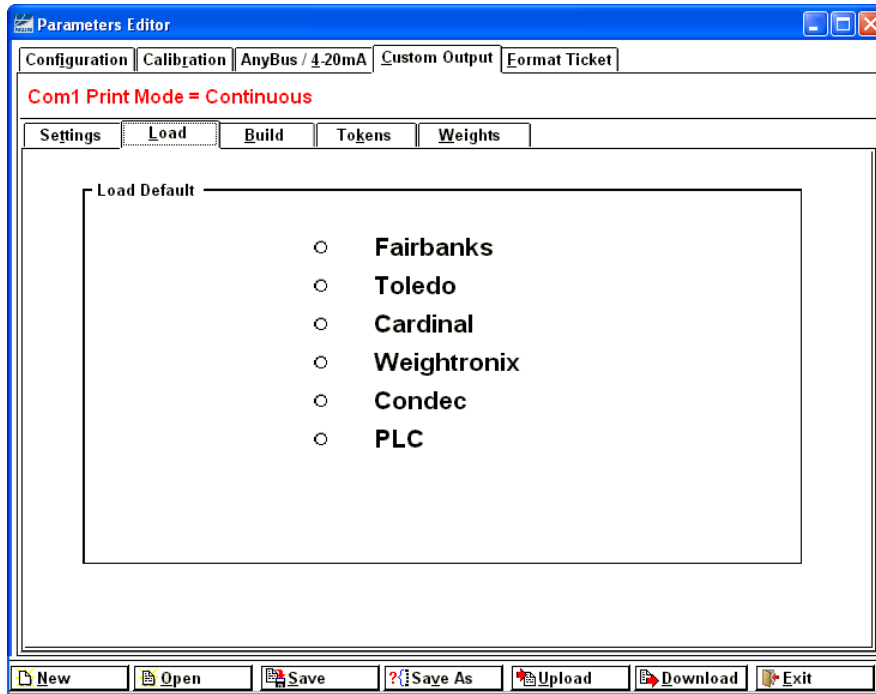 Parameters Editor
Configuration Calibration AnyBus / 4-20mA Custom Output Format Ticket
Com1 Print Mode = Continuous
Settings Load Build Tokens Weights
Load Default
Fairbanks
Toledo
Cardinal
Weightronix
Condec
PLC
New Open Save Save As Upload Download Exit